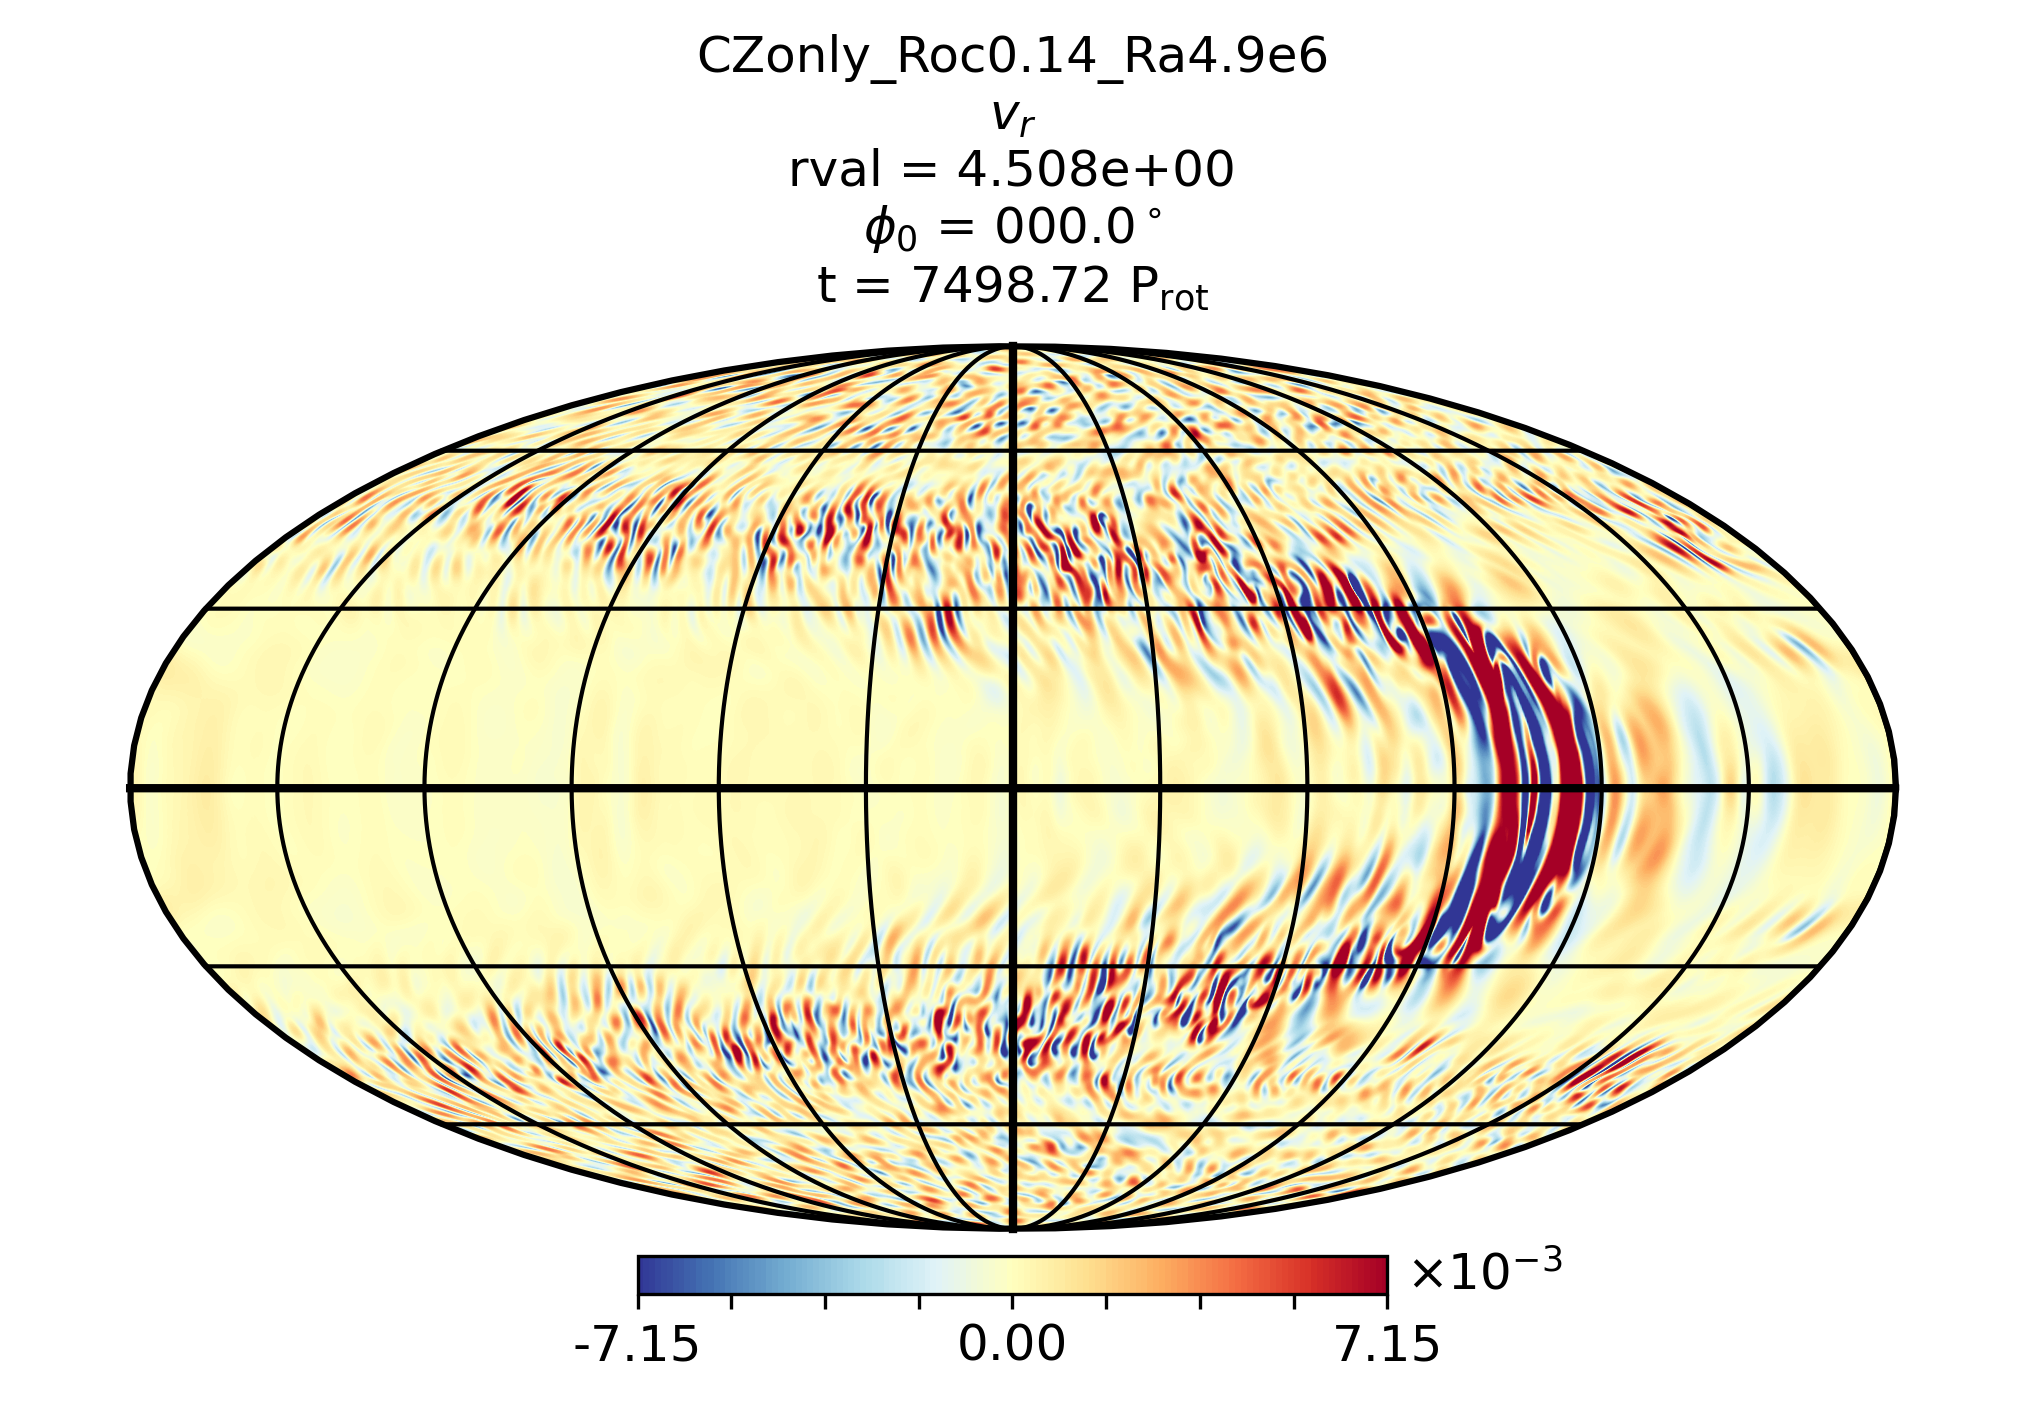 CZonly_Roc0.14_Ra4.9e6
v_r
rval = 4.508e+00
ϕ₀ = 000.0°
t = 7498.72 P_rot
×10⁻³
-7.15 0.00 7.15